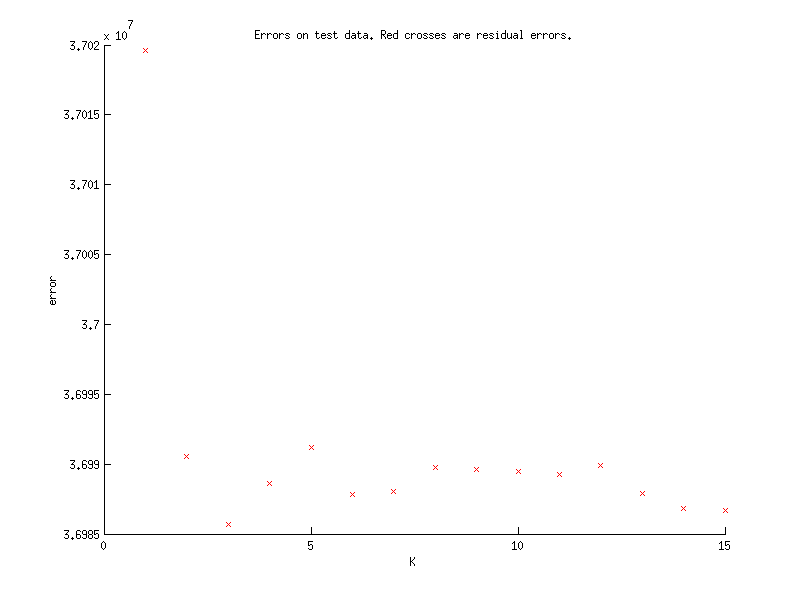 x 10^7
Errors on test data. Red crosses are residual errors.
3.702
3.7015
3.701
3.7005
3.7
3.6995
3.699
3.6985
error
0 5 10 15
K